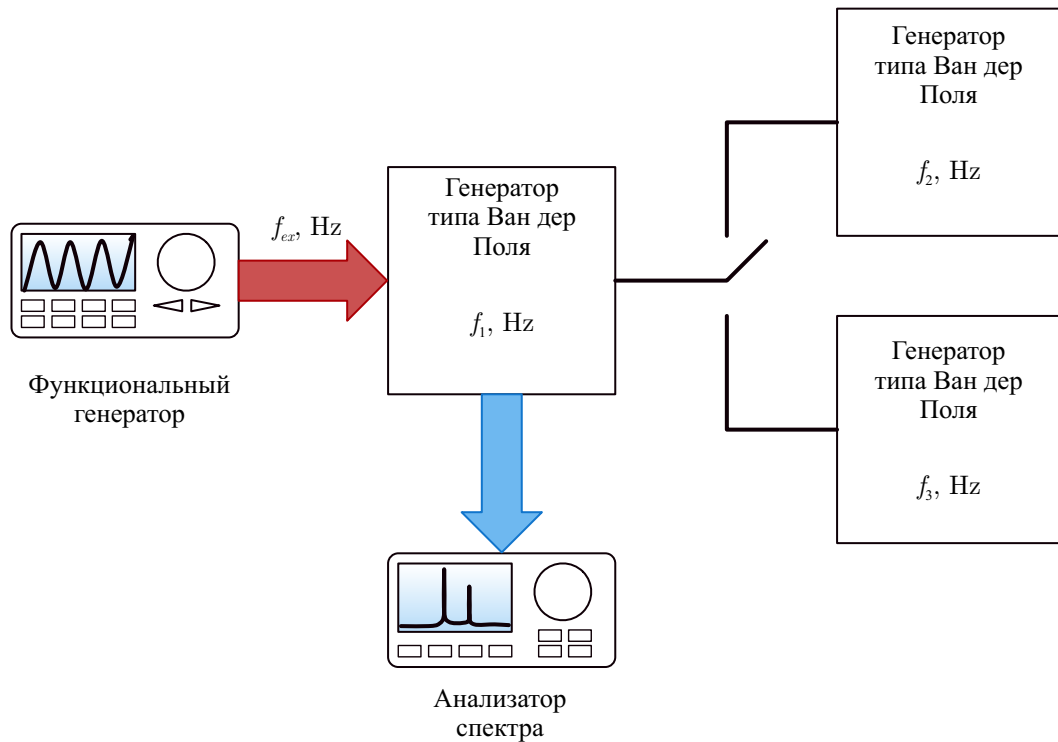 Генератор
типа Ван дер
Поля
f₂, Hz
Генератор
типа Ван дер
Поля
f₁, Hz
f_ex, Hz
Функциональный
генератор
Генератор
типа Ван дер
Поля
f₃, Hz
Анализатор
спектра